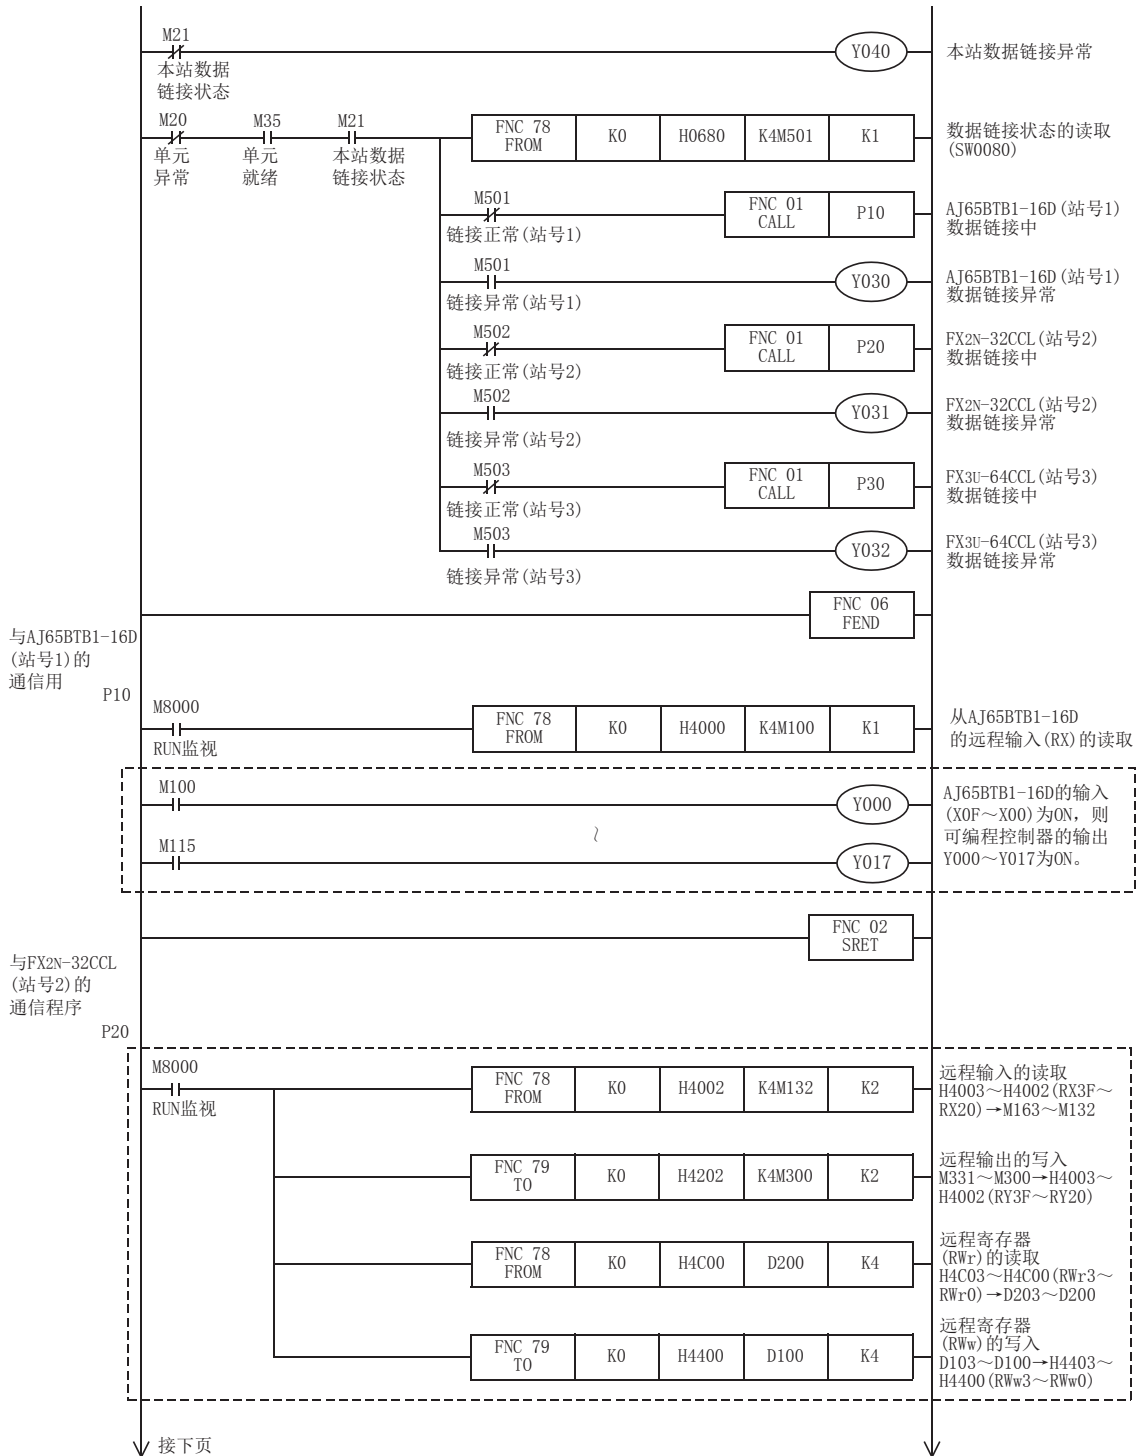 M21
本站数据
链接状态
Y040
本站数据链接异常
M20
单元
异常
M35
单元
就绪
M21
本站数据
链接状态
FNC 78
FROM
K0
H0680
K4M501
K1
数据链接状态的读取
(SW0080)
M501
链接正常(站号1)
FNC 01
CALL
P10
AJ65BTB1-16D(站号1)
数据链接中
M501
链接异常(站号1)
Y030
AJ65BTB1-16D(站号1)
数据链接异常
M502
链接正常(站号2)
FNC 01
CALL
P20
FX2N-32CCL(站号2)
数据链接中
M502
链接异常(站号2)
Y031
FX2N-32CCL(站号2)
数据链接异常
M503
链接正常(站号3)
FNC 01
CALL
P30
FX3U-64CCL(站号3)
数据链接中
M503
链接异常(站号3)
Y032
FX3U-64CCL(站号3)
数据链接异常
FNC 06
FEND
与AJ65BTB1-16D
(站号1)的
通信用
P10
M8000
RUN监视
FNC 78
FROM
K0
H4000
K4M100
K1
从AJ65BTB1-16D
的远程输入(RX)的读取
M100
Y000
～
M115
Y017
AJ65BTB1-16D的输入
(X0F～X00)为ON，则
可编程控制器的输出
Y000～Y017为ON。
FNC 02
SRET
与FX2N-32CCL
(站号2)的
通信程序
P20
M8000
RUN监视
FNC 78
FROM
K0
H4002
K4M132
K2
远程输入的读取
H4003～H4002(RX3F～
RX20)→M163～M132
FNC 79
TO
K0
H4202
K4M300
K2
远程输出的写入
M331～M300→H4003～
H4002(RY3F～RY20)
FNC 78
FROM
K0
H4C00
D200
K4
远程寄存器
(RWr)的读取
H4C03～H4C00(RWr3～
RWr0)→D203～D200
FNC 79
TO
K0
H4400
D100
K4
远程寄存器
(RWw)的写入
D103～D100→H4403～
H4400(RWw3～RWw0)
接下页